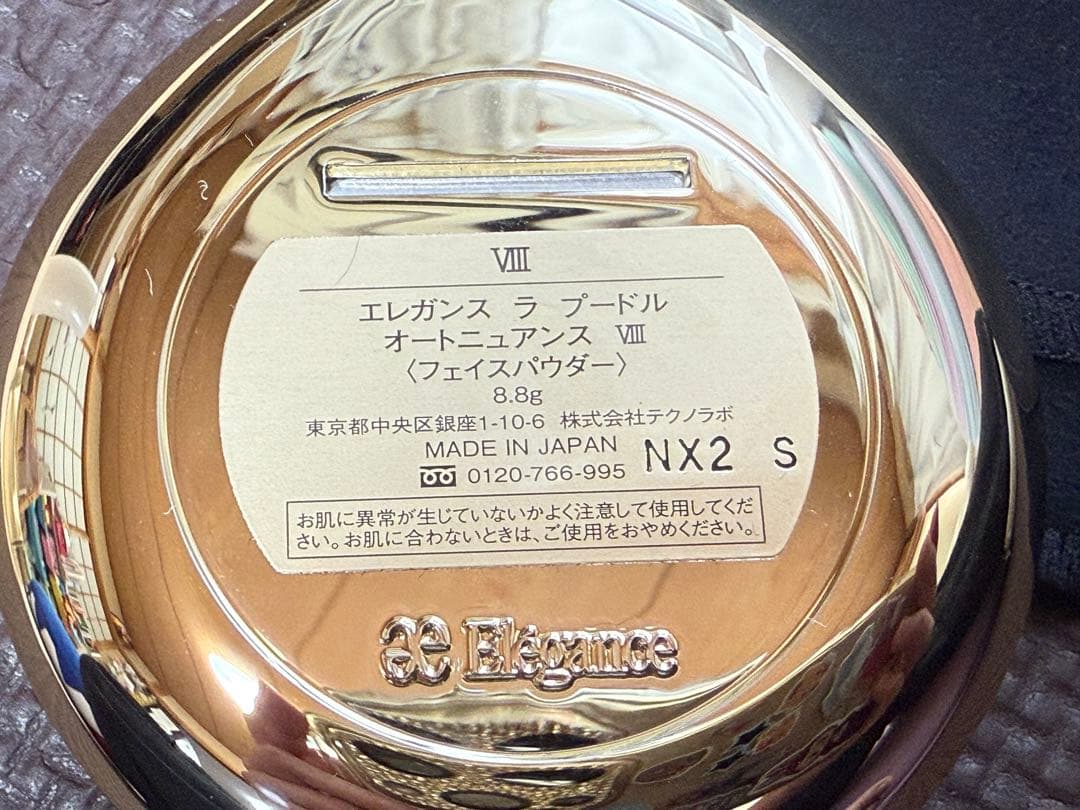 Ⅷ
エレガンス ラ プードル
オートニュアンス Ⅷ
〈フェイスパウダー〉
8.8g
東京都中央区銀座1-10-6 株式会社テクノラボ
MADE IN JAPAN
0120-766-995 NX2 S
お肌に異常が生じていないかよく注意して使用してくだ
さい。お肌に合わないときは、ご使用をおやめください。
æ Elégance